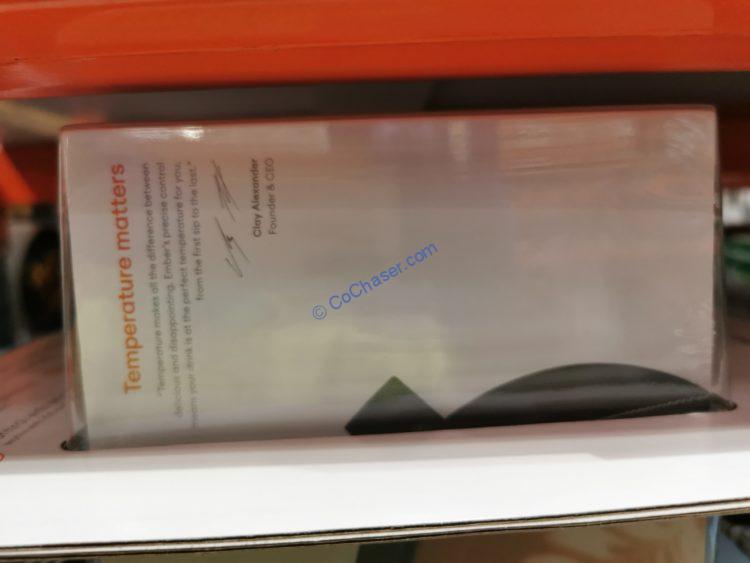 Temperature matters
"Temperature makes all the difference between
delicious and disappointing. Ember's precise control
means your drink is at the perfect temperature for you,
from the first sip to the last."
Clay Alexander
Founder & CEO
© CoChaser.com